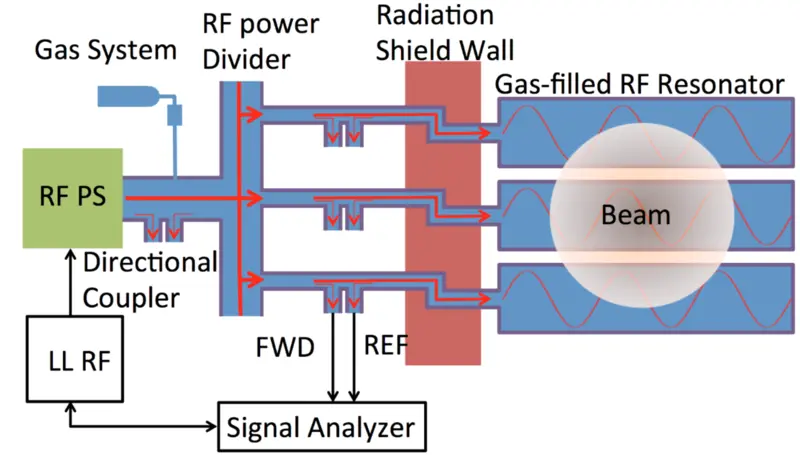 Gas System
RF power
Divider
Radiation
Shield Wall
Gas-filled RF Resonator
RF PS
Beam
Directional
Coupler
LL RF
FWD
REF
Signal Analyzer